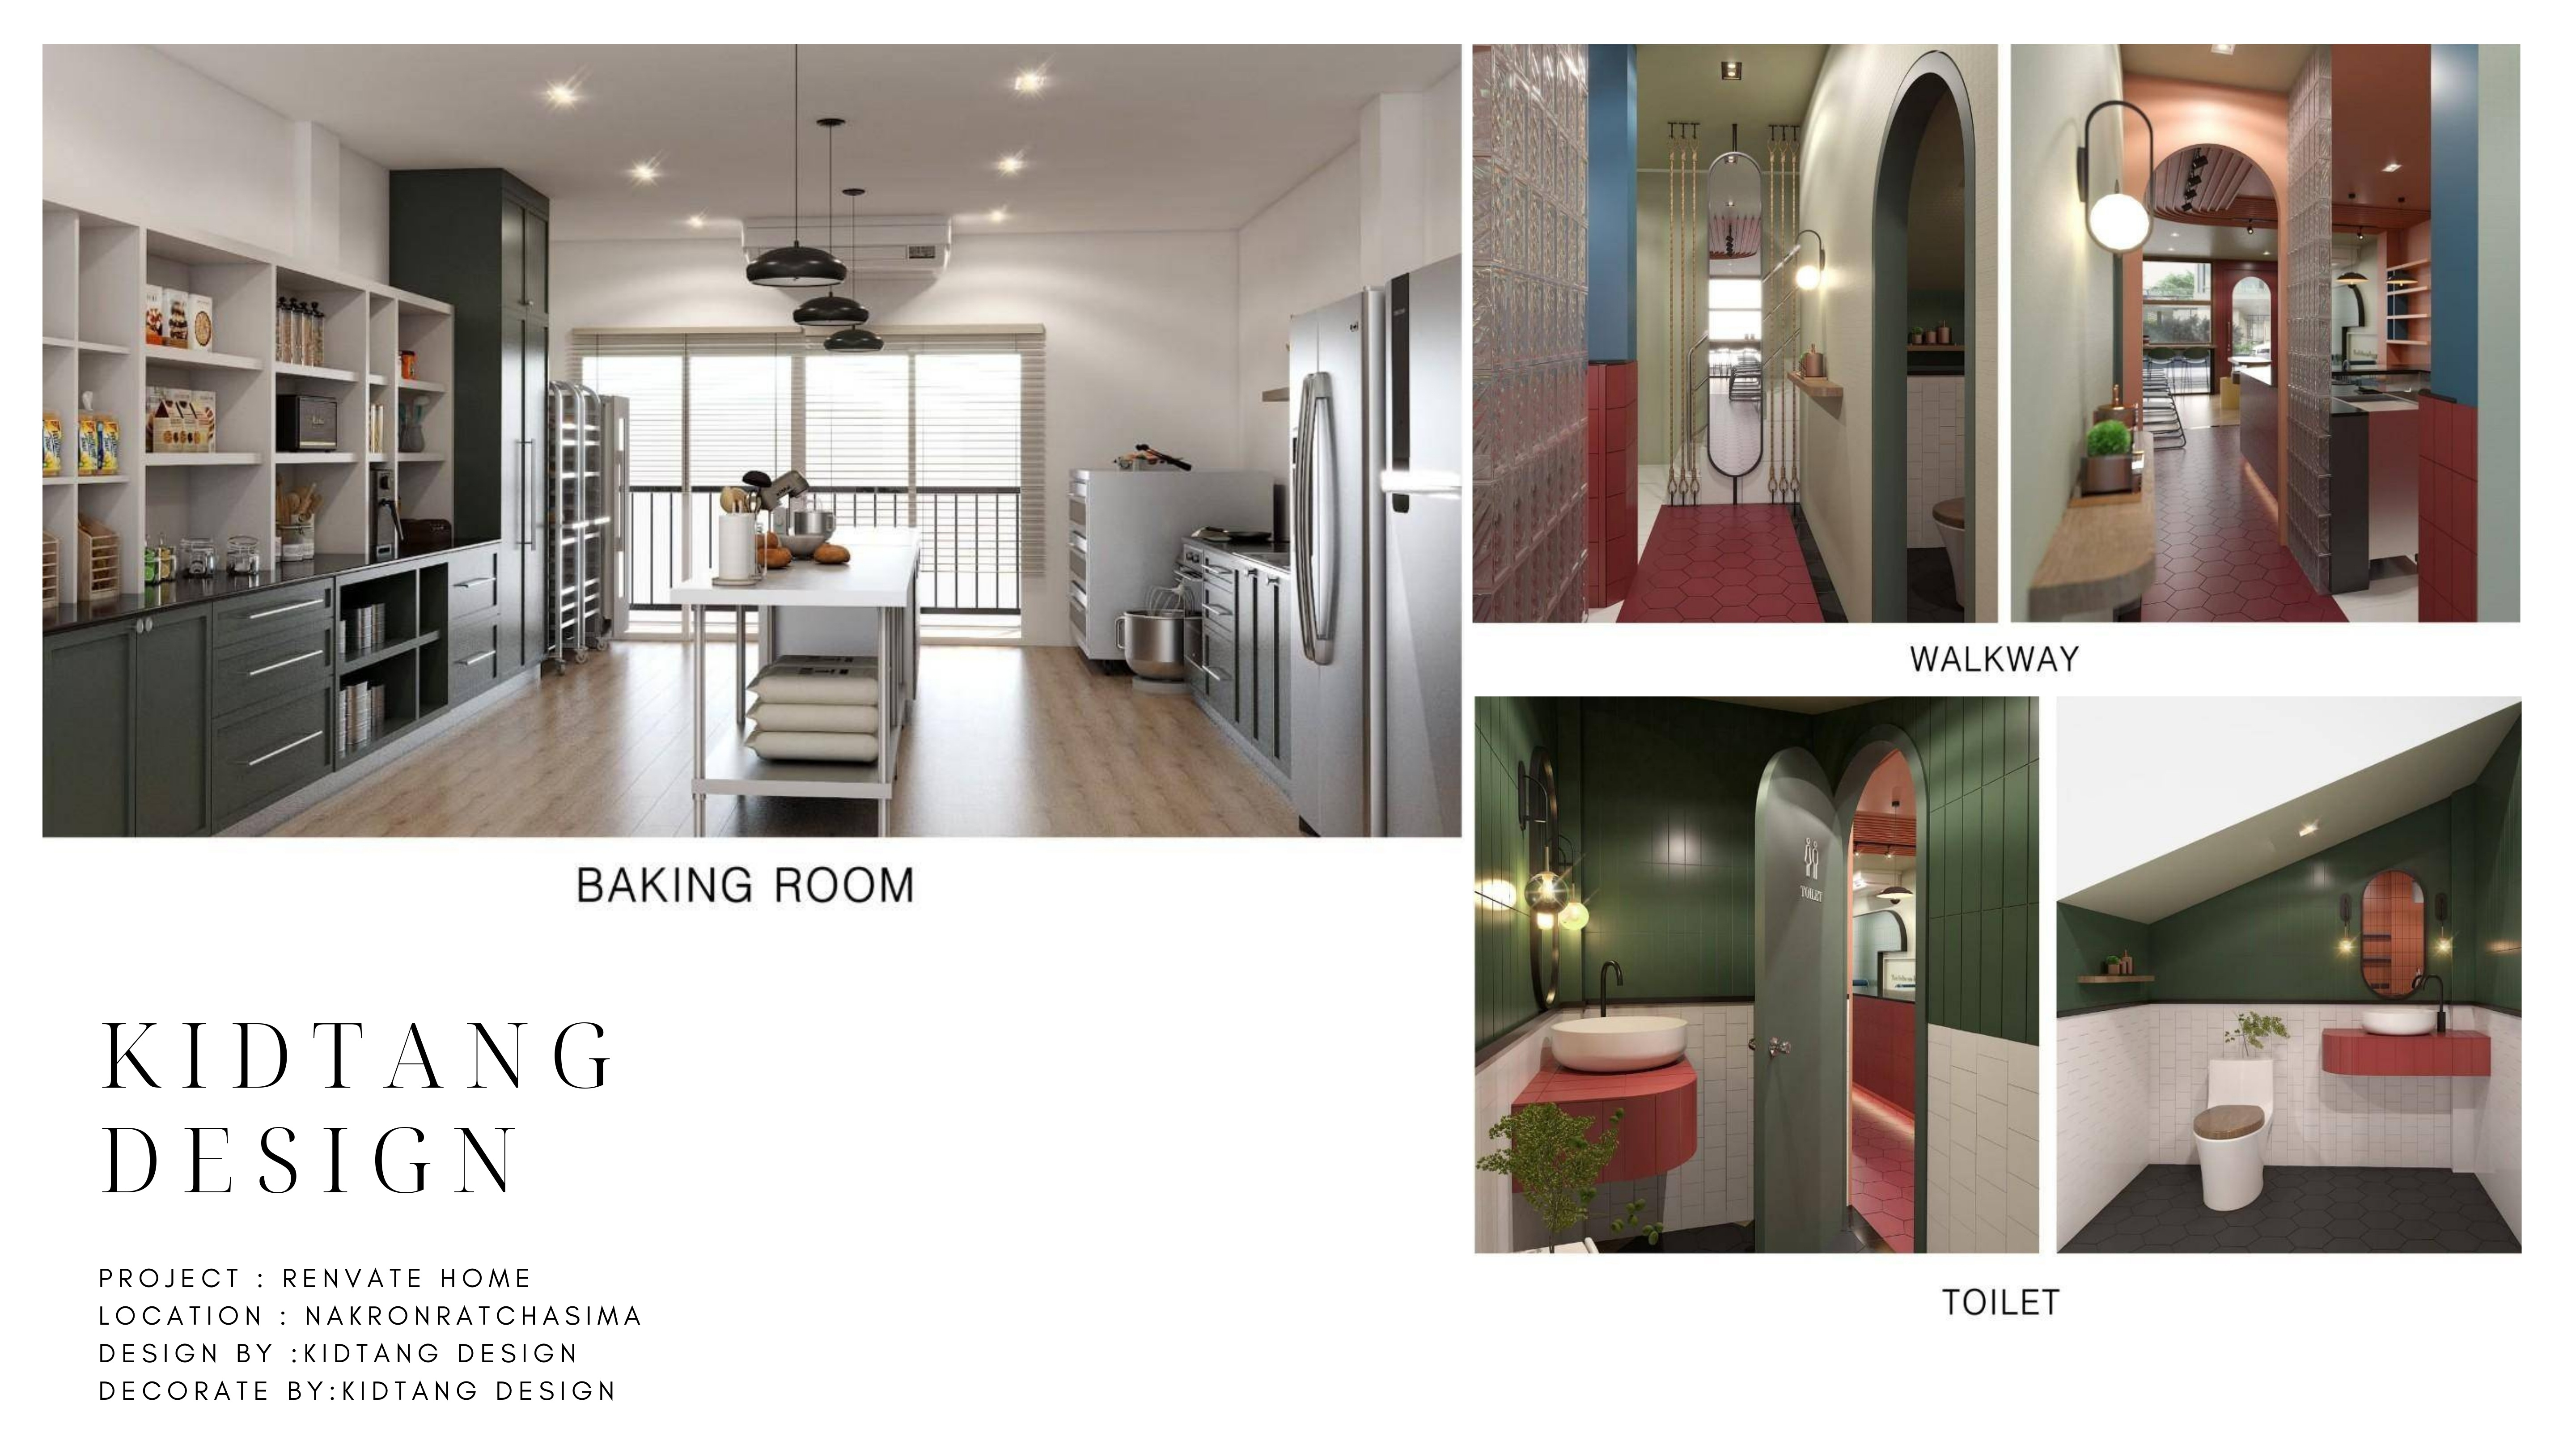 BAKING ROOM
WALKWAY
TOILET
TOILET
KIDTANG
DESIGN
PROJECT : RENVATE HOME
LOCATION : NAKRONRATCHASIMA
DESIGN BY :KIDTANG DESIGN
DECORATE BY:KIDTANG DESIGN